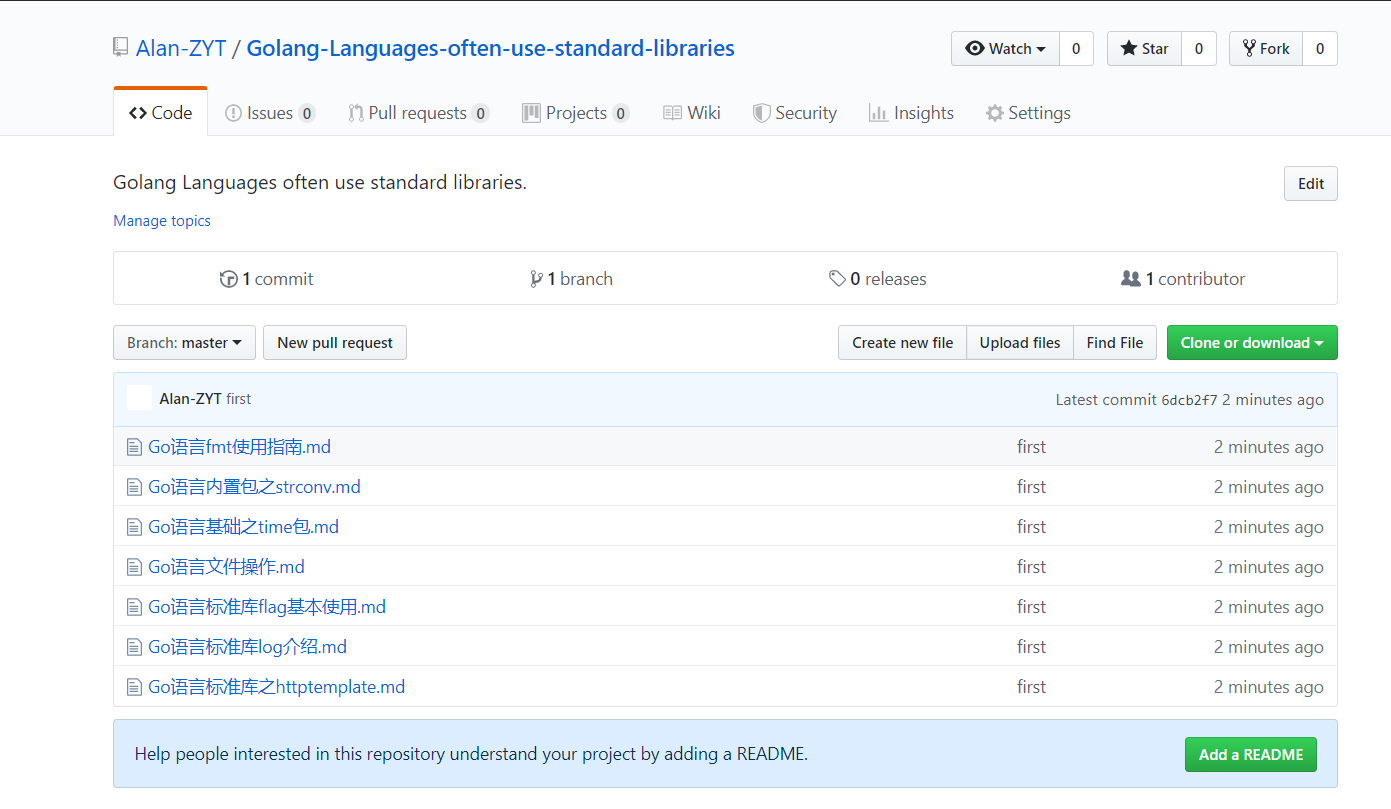 Alan-ZYT / Golang-Languages-often-use-standard-libraries Watch 0 Star 0 Fork 0
Code Issues 0 Pull requests 0 Projects 0 Wiki Security Insights Settings
Golang Languages often use standard libraries. Edit
Manage topics
1 commit 1 branch 0 releases 1 contributor
Branch: master New pull request Create new file Upload files Find File Clone or download
Alan-ZYT first Latest commit 6dcb2f7 2 minutes ago
Go语言fmt使用指南.md first 2 minutes ago
Go语言内置包之strconv.md first 2 minutes ago
Go语言基础之time包.md first 2 minutes ago
Go语言文件操作.md first 2 minutes ago
Go语言标准库flag基本使用.md first 2 minutes ago
Go语言标准库log介绍.md first 2 minutes ago
Go语言标准库之httptemplate.md first 2 minutes ago
Help people interested in this repository understand your project by adding a README. Add a README